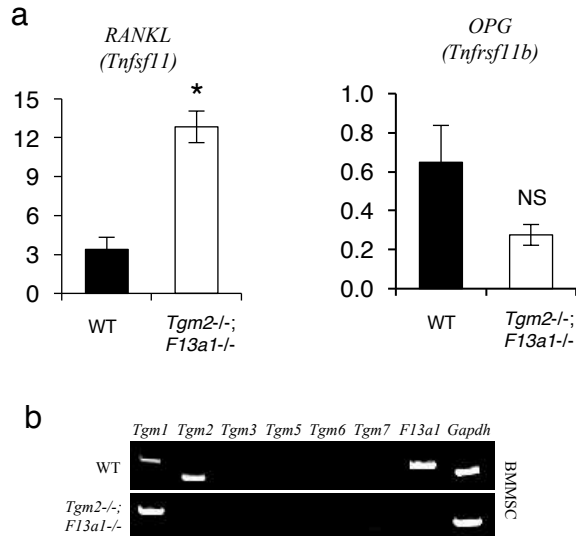 a
RANKL
(Tnfsf11)
15
12
9
6
3
0
*
WT
Tgm2-/-;
F13a1-/-
OPG
(Tnfrsf11b)
1.0
0.8
0.6
0.4
0.2
0.0
NS
WT
Tgm2-/-;
F13a1-/-
b
Tgm1 Tgm2 Tgm3 Tgm5 Tgm6 Tgm7 F13a1 Gapdh
WT
Tgm2-/-;
F13a1-/-
BMMSC